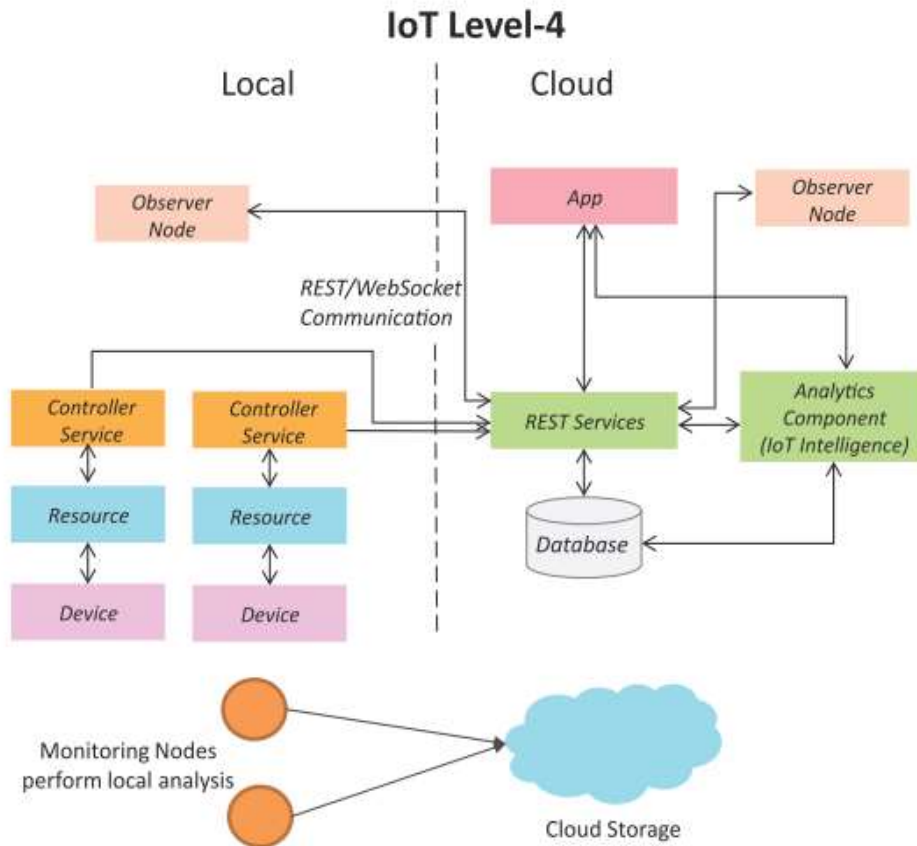 IoT Level-4
Local
Cloud
Observer
Node
App
Observer
Node
REST/WebSocket
Communication
Controller
Service
Controller
Service
REST Services
Analytics
Component
(IoT Intelligence)
Resource
Resource
Database
Device
Device
Monitoring Nodes
perform local analysis
Cloud Storage